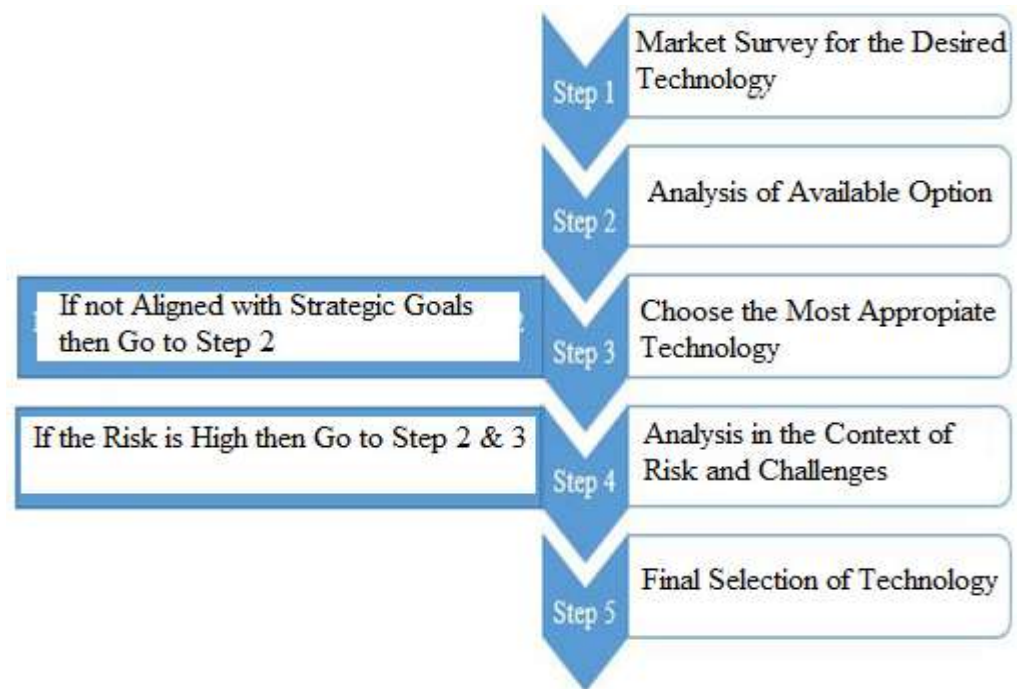 Step 1
Market Survey for the Desired
Technology
Step 2
Analysis of Available Option
If not Aligned with Strategic Goals
then Go to Step 2
Step 3
Choose the Most Appropiate
Technology
If the Risk is High then Go to Step 2 & 3
Step 4
Analysis in the Context of
Risk and Challenges
Step 5
Final Selection of Technology